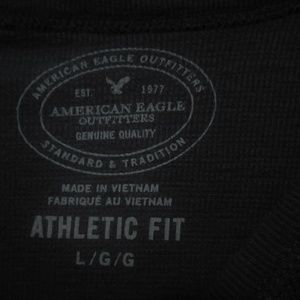 AMERICAN EAGLE OUTFITTERS
EST. 1977
AMERICAN EAGLE
OUTFITTERS
GENUINE QUALITY
STANDARD & TRADITION
MADE IN VIETNAM
FABRIQUÉ AU VIETNAM
ATHLETIC FIT
L/G/G